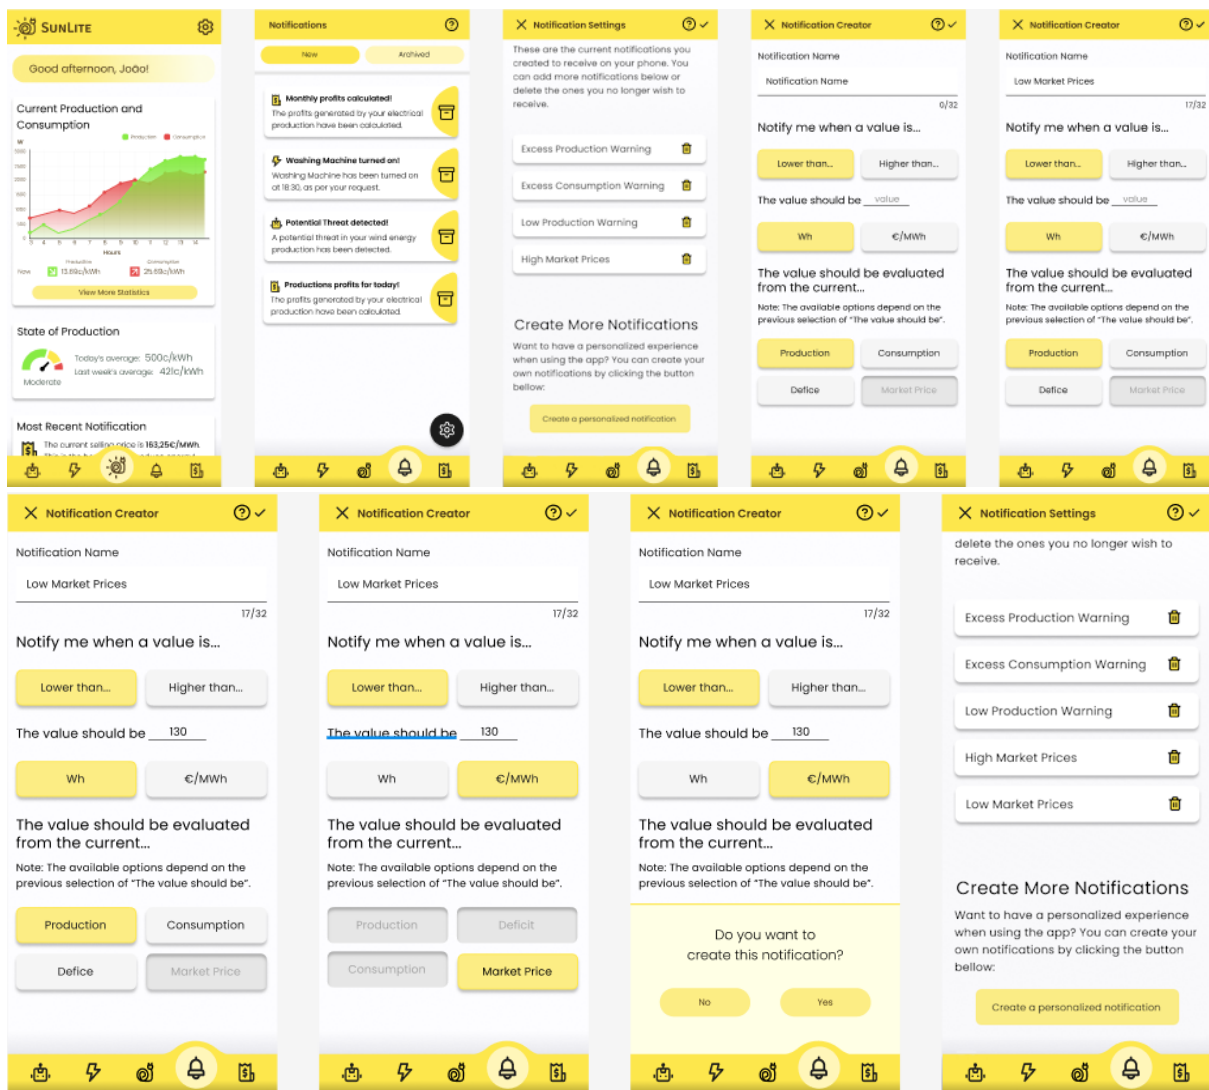 SUNLITE
Good afternoon, João!
Current Production and
Consumption
Production Consumption
W
Hours
Production Consumption
Now 13.69c/kWh 25.69c/kWh
View More Statistics
State of Production
Today's average: 500c/kWh
Last week's average: 421c/kWh
Moderate
Most Recent Notification
The current selling price is 163,25€/MWh.
Notifications
New Archived
Monthly profits calculated!
The profits generated by your electrical
production have been calculated.
Washing Machine turned on!
Washing Machine has been turned on
at 18:30, as per your request.
Potential Threat detected!
A potential threat in your wind energy
production has been detected.
Productions profits for today!
The profits generated by your electrical
production have been calculated.
Notification Settings
These are the current notifications you
created to receive on your phone. You
can add more notifications below or
delete the ones you no longer wish to
receive.
Excess Production Warning
Excess Consumption Warning
Low Production Warning
High Market Prices
Create More Notifications
Want to have a personalized experience
when using the app? You can create your
own notifications by clicking the button
bellow:
Create a personalized notification
Notification Creator
Notification Name
Notification Name
0/32
Notify me when a value is...
Lower than... Higher than...
The value should be value
Wh €/MWh
The value should be evaluated
from the current...
Note: The available options depend on the
previous selection of "The value should be".
Production Consumption
Defice Market Price
Notification Creator
Notification Name
Low Market Prices
17/32
Notify me when a value is...
Lower than... Higher than...
The value should be value
Wh €/MWh
The value should be evaluated
from the current...
Note: The available options depend on the
previous selection of "The value should be".
Production Consumption
Defice Market Price
Notification Creator
Notification Name
Low Market Prices
17/32
Notify me when a value is...
Lower than... Higher than...
The value should be 130
Wh €/MWh
The value should be evaluated
from the current...
Note: The available options depend on the
previous selection of "The value should be".
Production Consumption
Defice Market Price
Notification Creator
Notification Name
Low Market Prices
17/32
Notify me when a value is...
Lower than... Higher than...
The value should be 130
Wh €/MWh
The value should be evaluated
from the current...
Note: The available options depend on the
previous selection of "The value should be".
Production Deficit
Consumption Market Price
Notification Creator
Notification Name
Low Market Prices
17/32
Notify me when a value is...
Lower than... Higher than...
The value should be 130
Wh €/MWh
The value should be evaluated
from the current...
Note: The available options depend on the
previous selection of "The value should be".
Do you want to
create this notification?
No Yes
Notification Settings
delete the ones you no longer wish to
receive.
Excess Production Warning
Excess Consumption Warning
Low Production Warning
High Market Prices
Low Market Prices
Create More Notifications
Want to have a personalized experience
when using the app? You can create your
own notifications by clicking the button
bellow:
Create a personalized notification